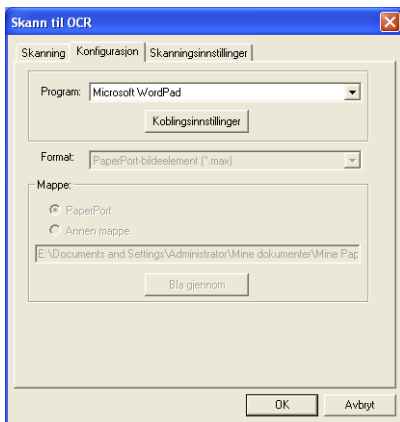 Skann til OCR
Skanning Konfigurasjon Skanningsinnstillinger
Program: Microsoft WordPad
Koblingsinnstillinger
Format: PaperPort-bildeelement (*.max)
Mappe:
PaperPort
Annen mappe
E:\Documents and Settings\Administrator\Mine dokumenter\Mine Pap
Bla gjennom
OK Avbryt